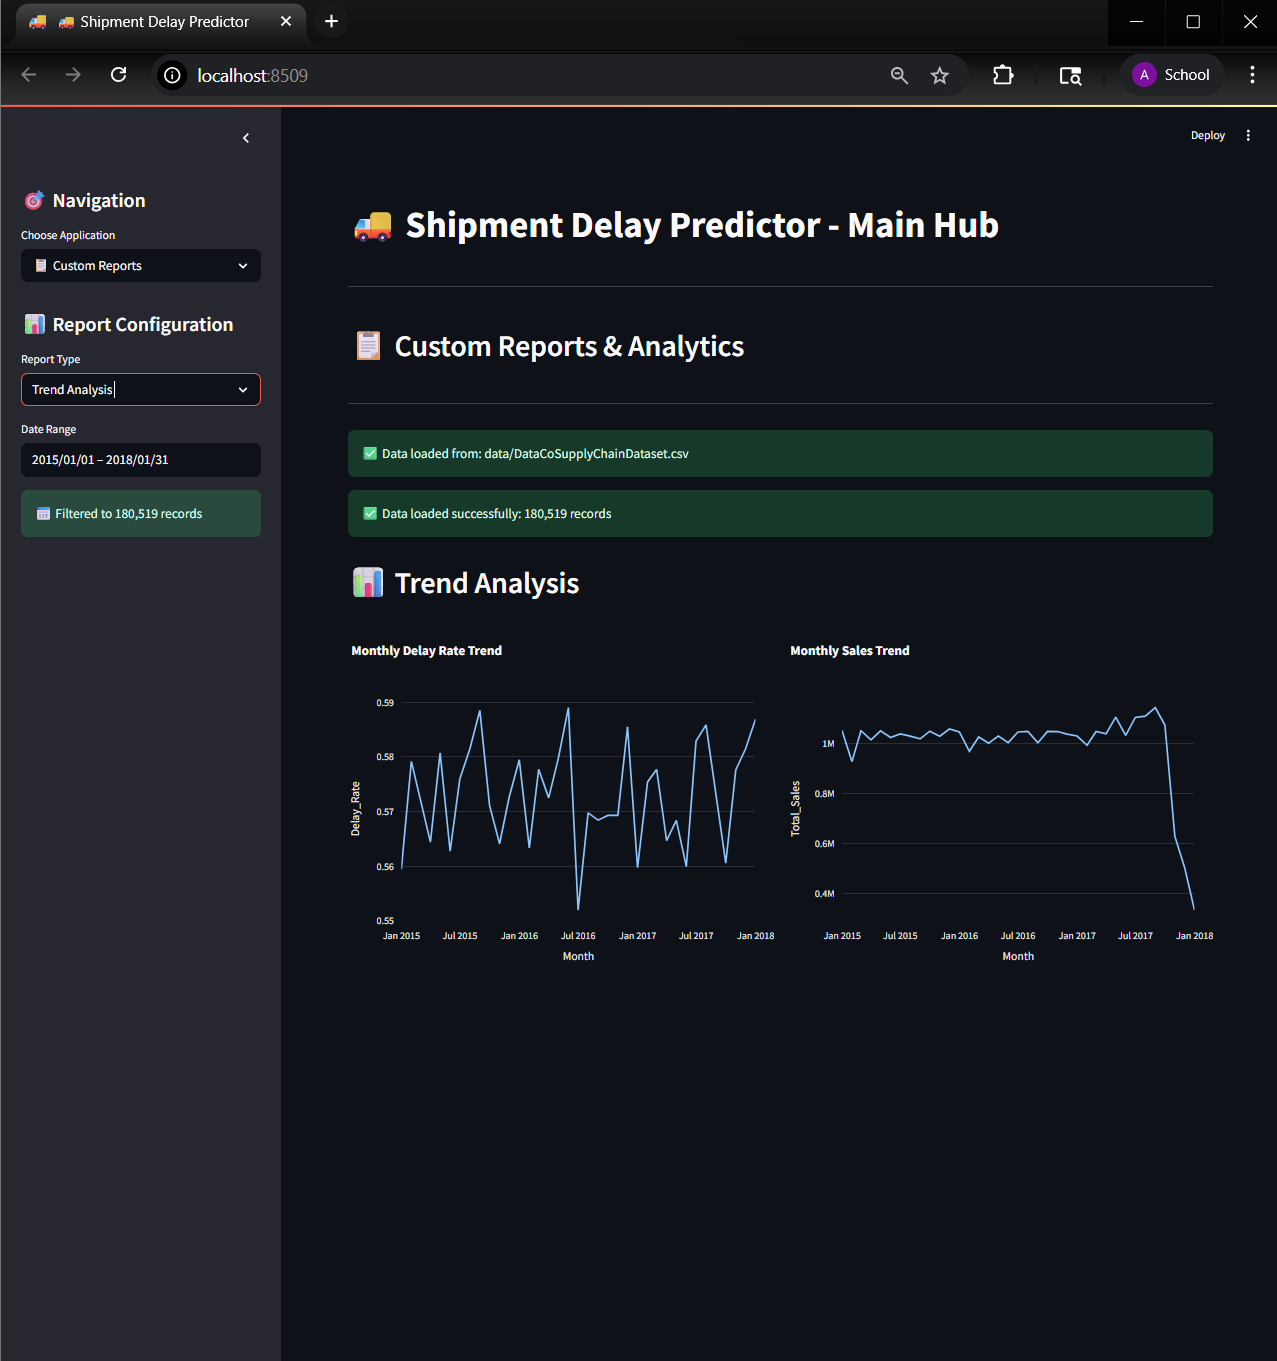 Shipment Delay Predictor
localhost:8509
A School
Deploy
Navigation
Choose Application
Custom Reports
Report Configuration
Report Type
Trend Analysis
Date Range
2015/01/01 – 2018/01/31
Filtered to 180,519 records
Shipment Delay Predictor - Main Hub
Custom Reports & Analytics
Data loaded from: data/DataCoSupplyChainDataset.csv
Data loaded successfully: 180,519 records
Trend Analysis
Monthly Delay Rate Trend
0.59
0.58
0.57
0.56
0.55
Delay_Rate
Jan 2015 Jul 2015 Jan 2016 Jul 2016 Jan 2017 Jul 2017 Jan 2018
Month
Monthly Sales Trend
1M
0.8M
0.6M
0.4M
Total_Sales
Jan 2015 Jul 2015 Jan 2016 Jul 2016 Jan 2017 Jul 2017 Jan 2018
Month